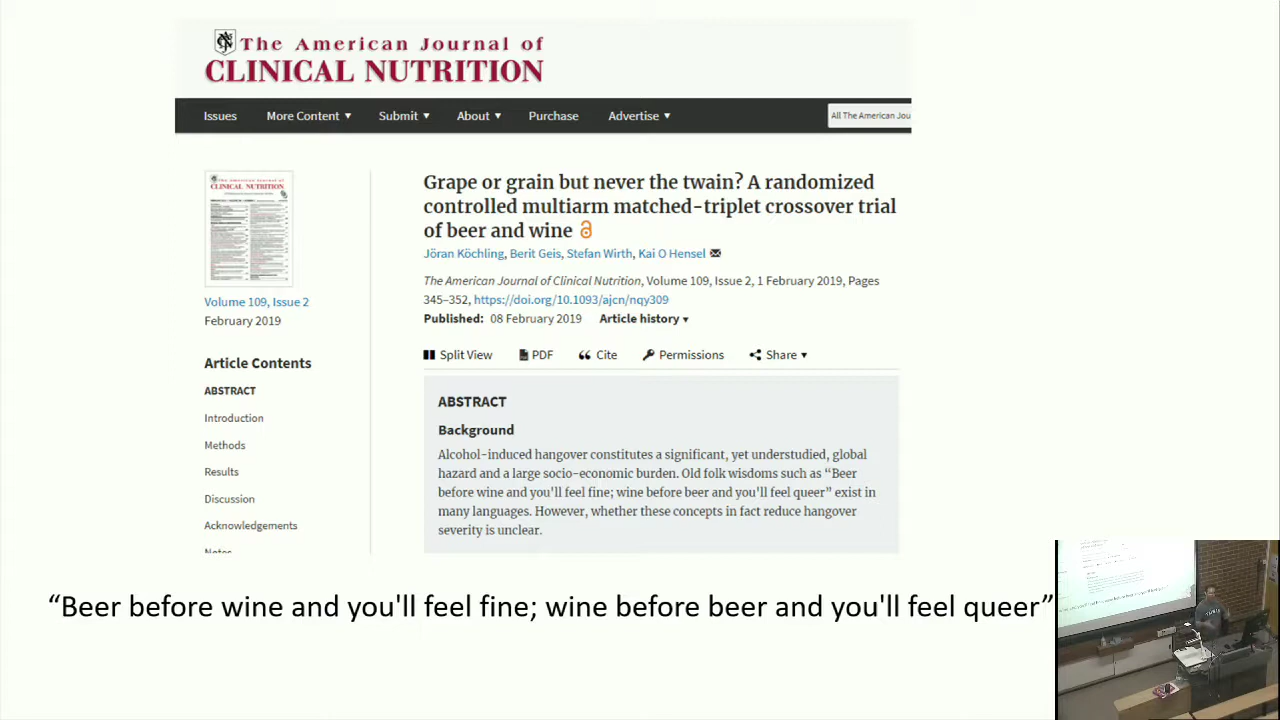 The American Journal of
CLINICAL NUTRITION
Issues More Content ▼ Submit ▼ About ▼ Purchase Advertise ▼ All The American Jou
The American Journal of
CLINICAL NUTRITION
Volume 109, Issue 2
February 2019
Article Contents
ABSTRACT
Introduction
Methods
Results
Discussion
Acknowledgements
Notes
Grape or grain but never the twain? A randomized
controlled multiarm matched-triplet crossover trial
of beer and wine
Jöran Köchling, Berit Geis, Stefan Wirth, Kai O Hensel
The American Journal of Clinical Nutrition, Volume 109, Issue 2, 1 February 2019, Pages
345–352, https://doi.org/10.1093/ajcn/nqy309
Published: 08 February 2019 Article history ▾
Split View PDF Cite Permissions Share ▼
ABSTRACT
Background
Alcohol-induced hangover constitutes a significant, yet understudied, global
hazard and a large socio-economic burden. Old folk wisdoms such as “Beer
before wine and you'll feel fine; wine before beer and you'll feel queer” exist in
many languages. However, whether these concepts in fact reduce hangover
severity is unclear.
“Beer before wine and you'll feel fine; wine before beer and you'll feel queer”